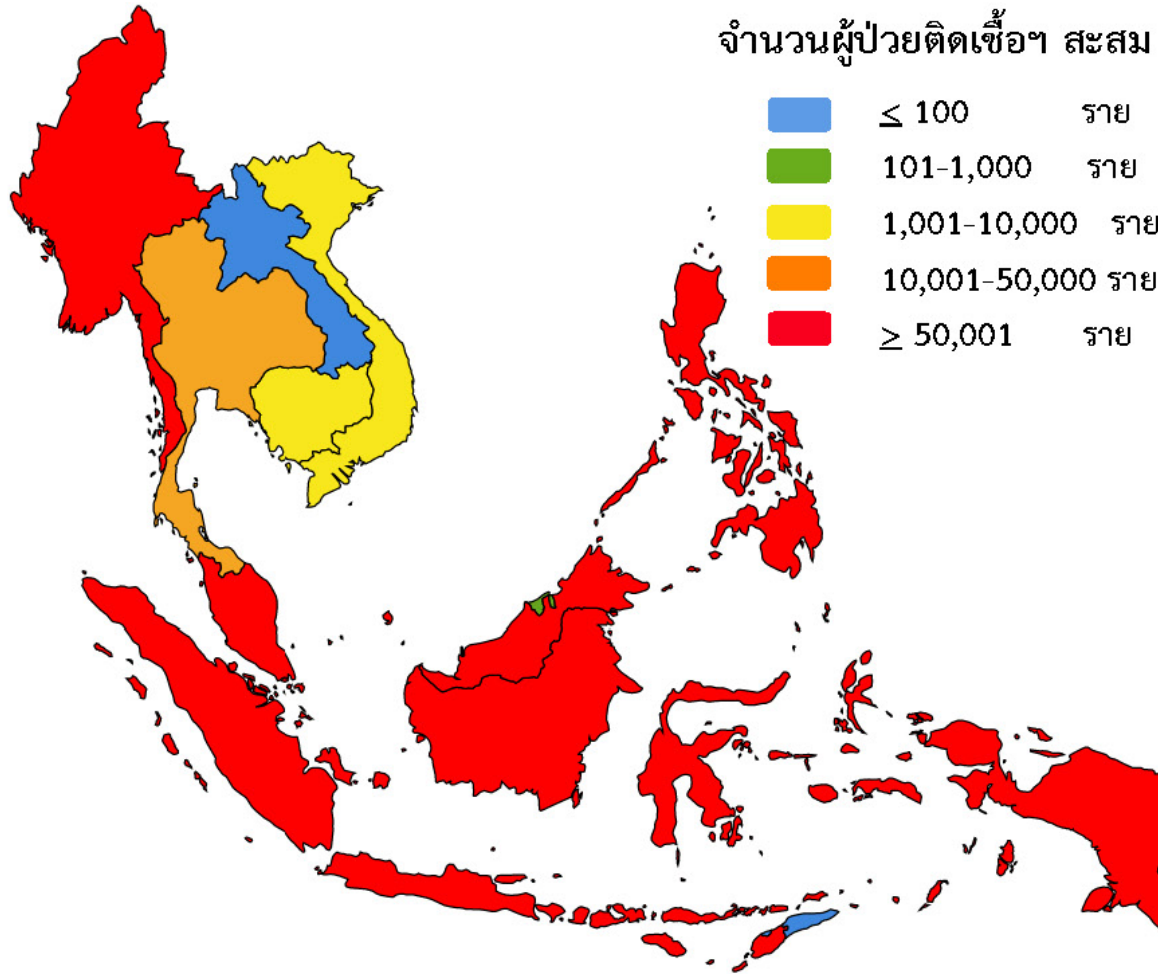 จำนวนผู้ป่วยติดเชื้อฯ สะสม
≤ 100 ราย
101-1,000 ราย
1,001-10,000 ราย
10,001-50,000 ราย
≥ 50,001 ราย